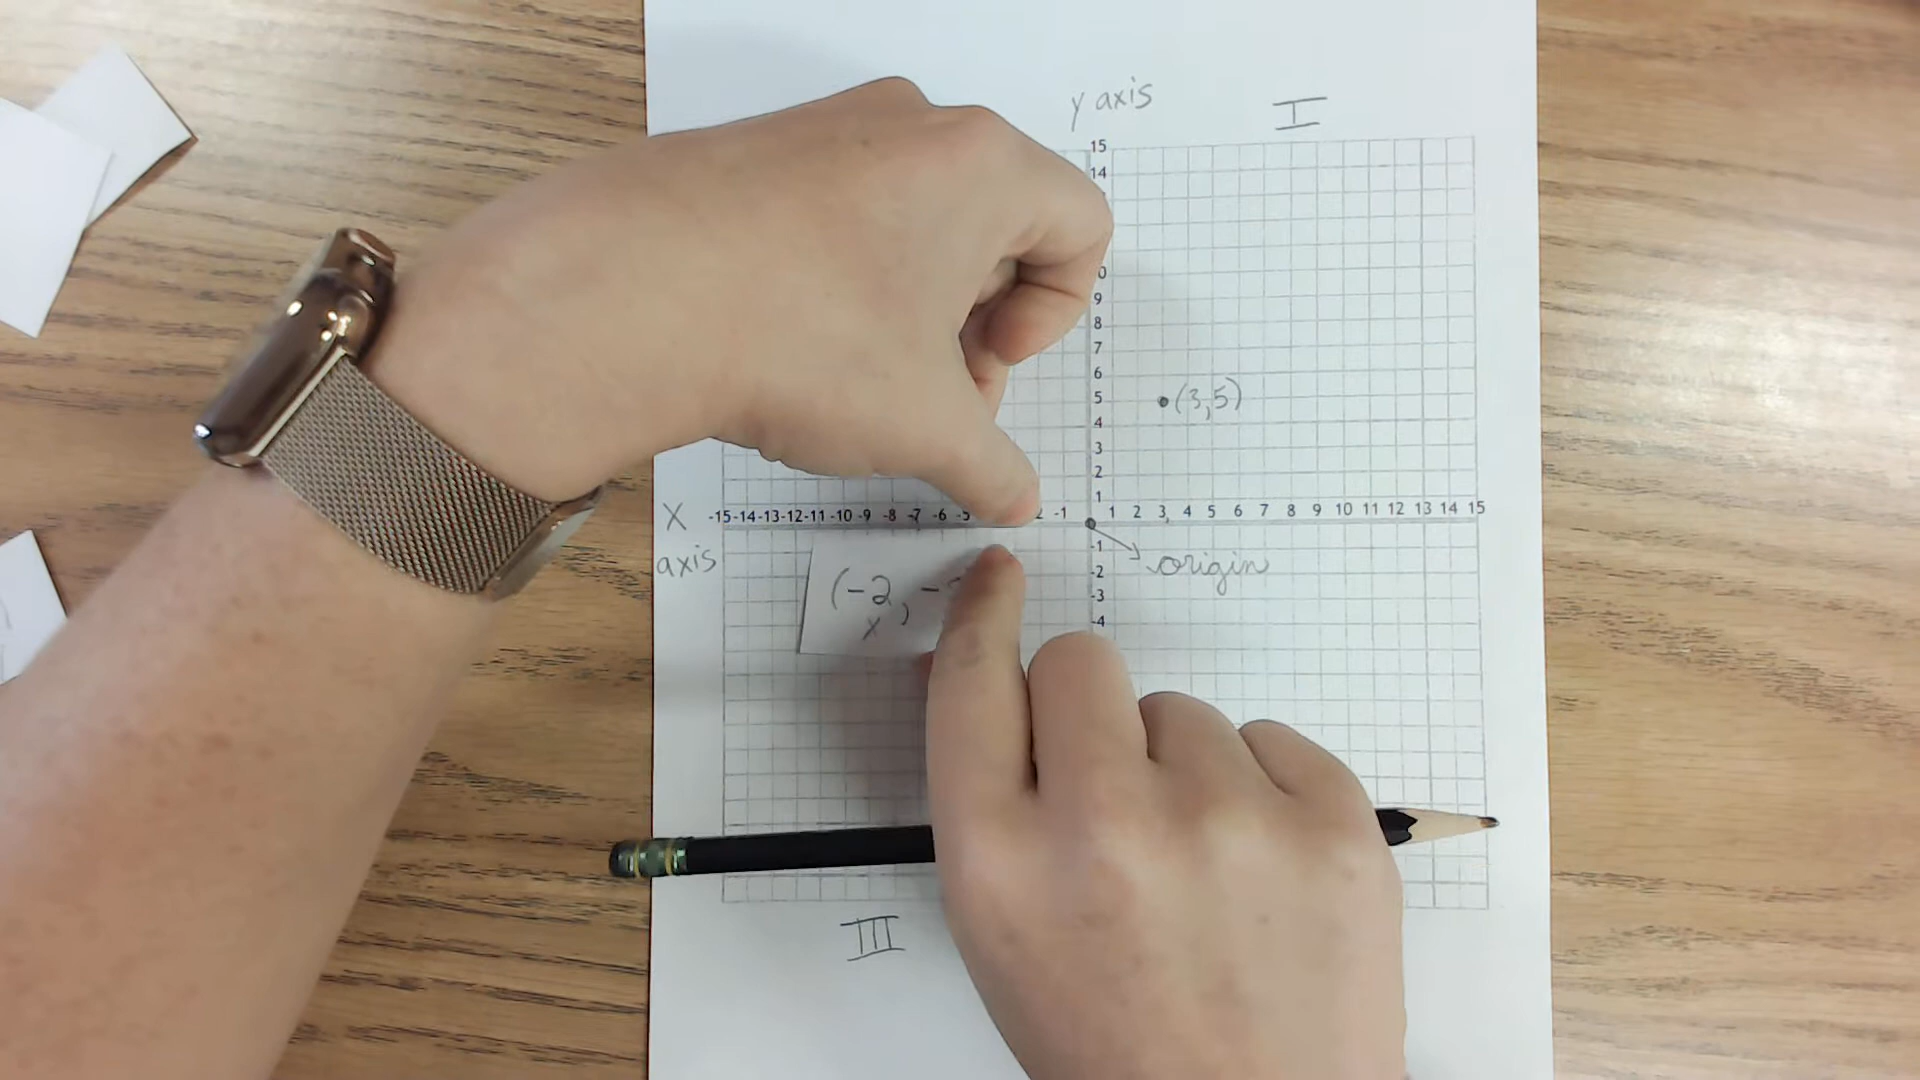 y axis
I
15
14
9
8
7
6
5 (3,5)
4
3
2
1
X -15 -14 -13 -12 -11 -10 -9 -8 -7 -6 -5 -1 1 2 3 4 5 6 7 8 9 10 11 12 13 14 15
axis
-1
origin
-2
-3
-4
(-2, -
x
III